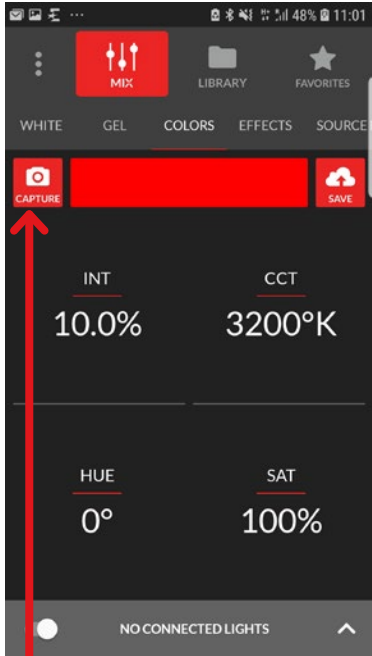 48% 11:01
MIX
LIBRARY
FAVORITES
WHITE GEL COLORS EFFECTS SOURCE
CAPTURE
SAVE
INT
10.0%
CCT
3200°K
HUE
0°
SAT
100%
NO CONNECTED LIGHTS